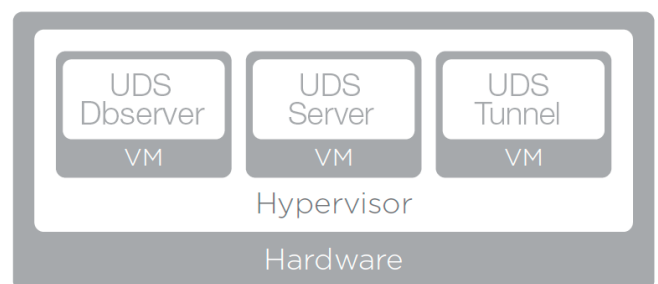 UDS
Dbserver
VM
UDS
Server
VM
UDS
Tunnel
VM
Hypervisor
Hardware